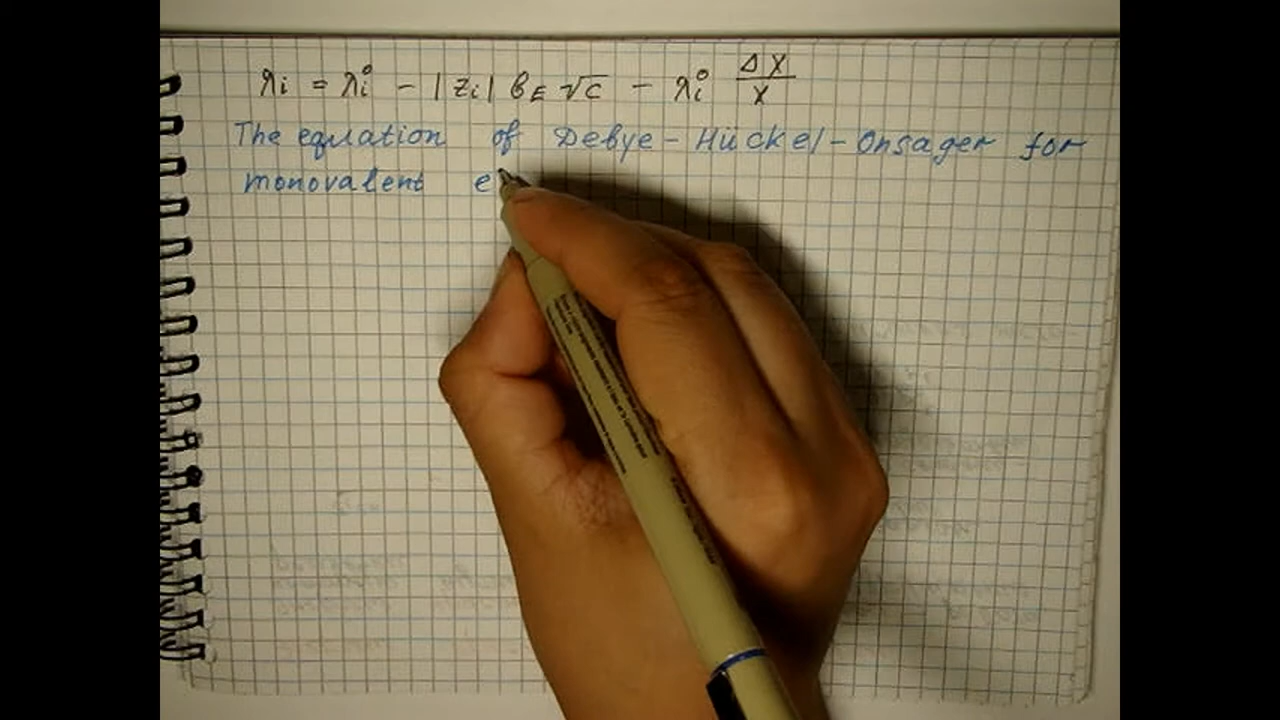 λi = λi° - |zi| BE √c - λi° ΔX/X
The equation of Debye-Hückel-Onsager for
monovalent e